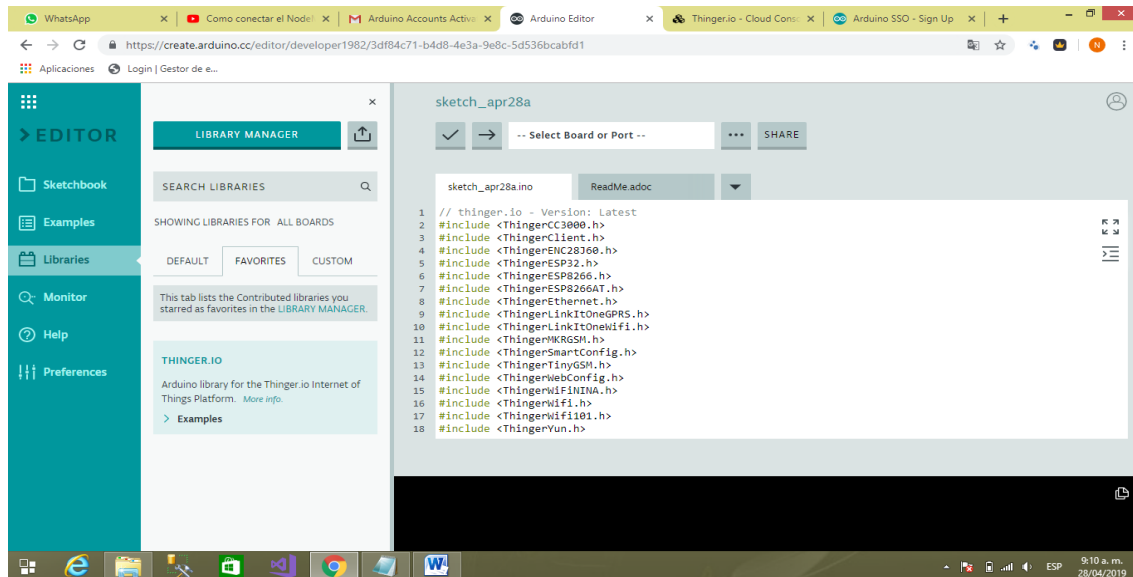 WhatsApp
Como conectar el Node
Arduino Accounts Activa
Arduino Editor
Thinger.io - Cloud Cons
Arduino SSO - Sign Up
https://create.arduino.cc/editor/developer1982/3df84c71-b4d8-4e3a-9e8c-5d536bcabfd1
N
Aplicaciones
Login | Gestor de e...
EDITOR
Sketchbook
Examples
Libraries
Monitor
Help
Preferences
LIBRARY MANAGER
SEARCH LIBRARIES
SHOWING LIBRARIES FOR ALL BOARDS
DEFAULT FAVORITES CUSTOM
This tab lists the Contributed libraries you
starred as favorites in the LIBRARY MANAGER.
THINGER.IO
Arduino library for the Thinger.io Internet of
Things Platform. More info.
> Examples
sketch_apr28a
-- Select Board or Port --
SHARE
sketch_apr28a.ino ReadMe.adoc
1 // thinger.io - Version: Latest
2 #include <ThingerCC3000.h>
3 #include <ThingerClient.h>
4 #include <ThingerENC28J60.h>
5 #include <ThingerESP32.h>
6 #include <ThingerESP8266.h>
7 #include <ThingerESP8266AT.h>
8 #include <ThingerEthernet.h>
9 #include <ThingerLinkItOneGPRS.h>
10 #include <ThingerLinkItOneWifi.h>
11 #include <ThingerMKRGSM.h>
12 #include <ThingerSmartConfig.h>
13 #include <ThingerTinyGSM.h>
14 #include <ThingerWebConfig.h>
15 #include <ThingerWiFiNINA.h>
16 #include <ThingerWifi.h>
17 #include <ThingerWifi101.h>
18 #include <ThingerYun.h>
ESP
9:10 a. m.
28/04/2019